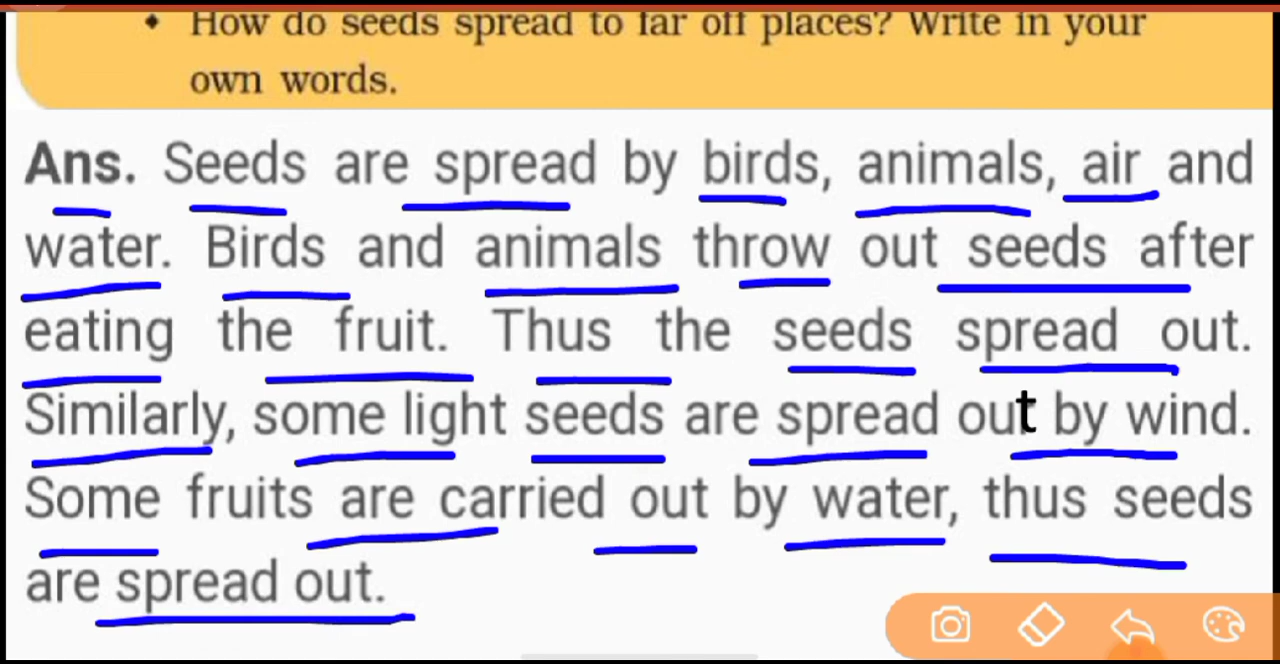 • How do seeds spread to far off places? Write in your
own words.
Ans. Seeds are spread by birds, animals, air and
water. Birds and animals throw out seeds after
eating the fruit. Thus the seeds spread out.
Similarly, some light seeds are spread out by wind.
Some fruits are carried out by water, thus seeds
are spread out.